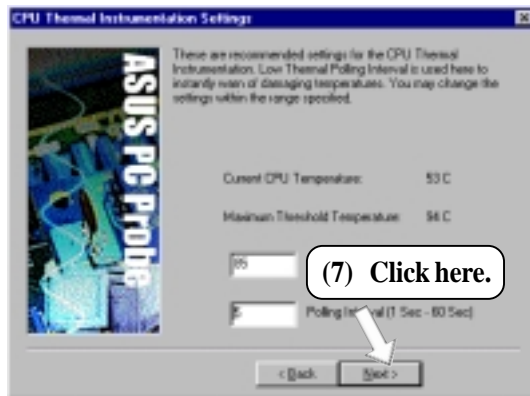 CPU Thermal Instrumentation Settings
ASUS PC Probe
These are recommended settings for the CPU Thermal
Instrumentation. Low Thermal Polling Interval is used here to
instantly warn of damaging temperatures. You may change the
settings within the range specified.
Current CPU Temperature: 53 C
Maximum Threshold Temperature: 94 C
(7) Click here.
Polling (1 Sec - 60 Sec)
< Back
Next >